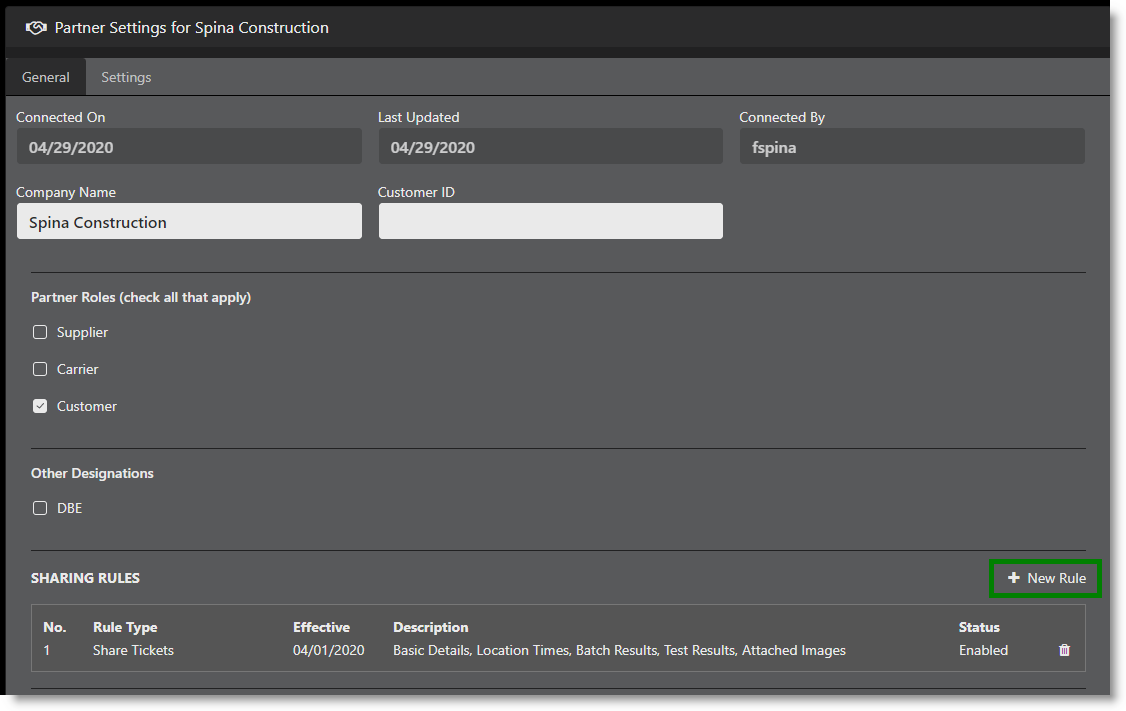 Partner Settings for Spina Construction
General Settings
Connected On Last Updated Connected By
04/29/2020 04/29/2020 fspina
Company Name Customer ID
Spina Construction
Partner Roles (check all that apply)
Supplier
Carrier
Customer
Other Designations
DBE
SHARING RULES New Rule
No. Rule Type Effective Description Status
1 Share Tickets 04/01/2020 Basic Details, Location Times, Batch Results, Test Results, Attached Images Enabled